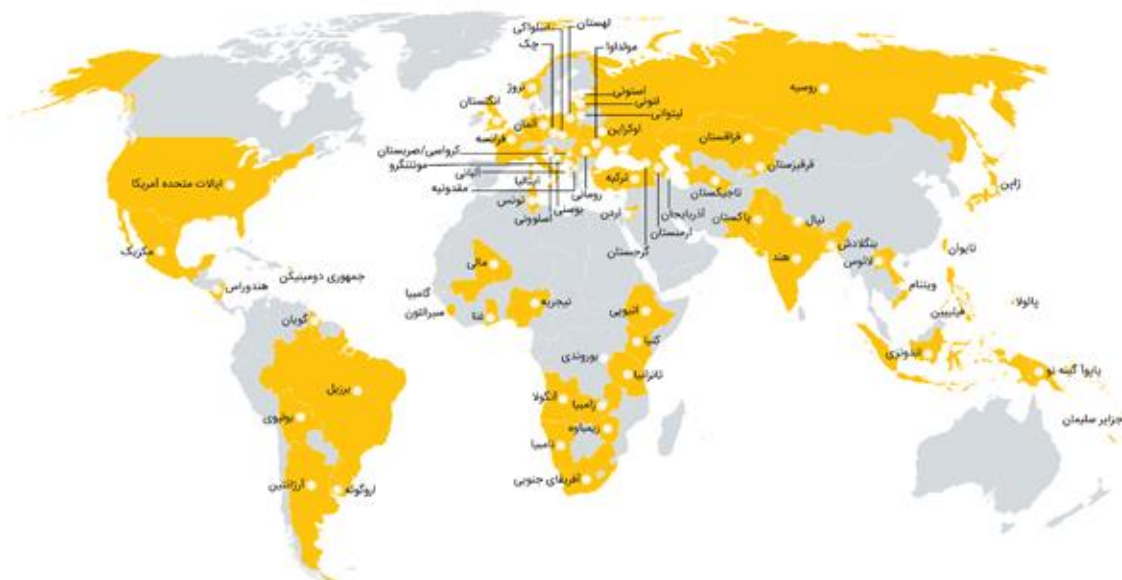 لهستان
اسلواکی
چک
مولداوا
نروژ
استونی
لتونی
لیتوانی
انگلستان
آلمان
اوکراین
فرانسه
روسیه
قزاقستان
قرقیزستان
ژاپن
کرواسی/صربستان
مونتنگرو
آلبانی
ایتالیا
مقدونیه
تونس
اسلوونی
بوسنی
رومانی
ترکیه
تاجیکستان
اردن
آذربایجان
ارمنستان
گرجستان
پاکستان
نپال
هند
بنگلادش
لائوس
تایوان
ویتنام
فیلیپین
پالولا
ایالات متحده آمریکا
مکزیک
هندوراس
جمهوری دومینیکن
گویان
مالی
گامبیا
سیرالئون
غنا
نیجریه
اتیوپی
کنیا
بوروندی
تانزانیا
اندونزی
پاپوآ گینه نو
جزایر سلیمان
برزیل
بولیوی
آرژانتین
اروگوئه
آنگولا
زامبیا
زیمباوه
نامیبیا
آفریقای جنوبی